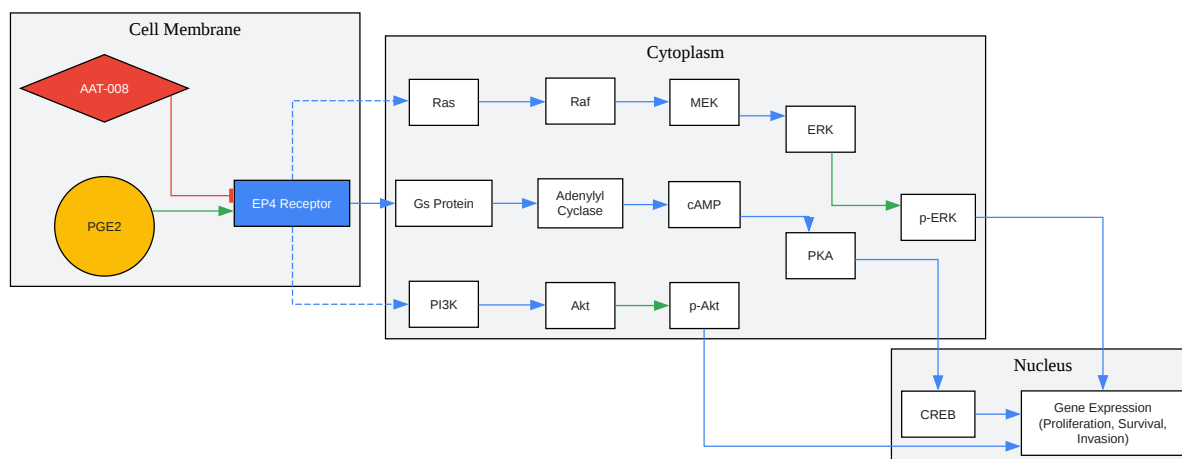 Cell Membrane
AAT-008
PGE2
EP4 Receptor
Cytoplasm
Ras
Raf
MEK
ERK
p-ERK
Gs Protein
Adenylyl
Cyclase
cAMP
PKA
PI3K
Akt
p-Akt
Nucleus
CREB
Gene Expression
(Proliferation, Survival,
Invasion)